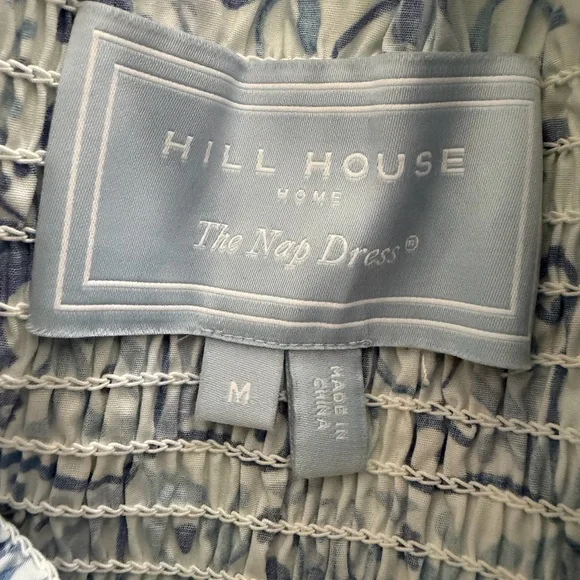 HILL HOUSE
HOME
The Nap Dress®
M
MADE IN
CHINA